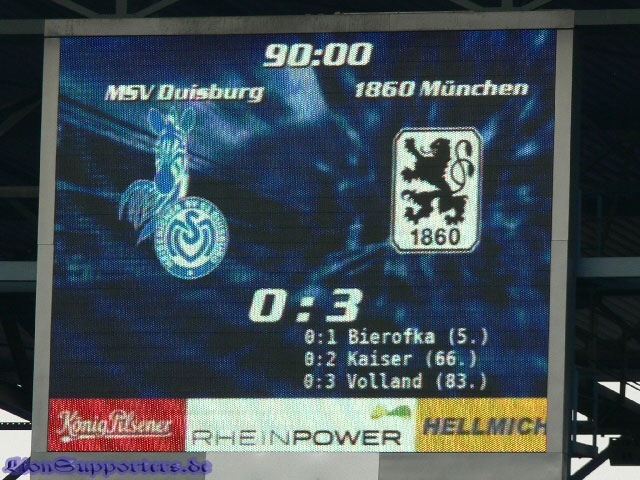 90:00
MSV Duisburg 1860 München
1860
0:3
0:1 Bierofka (5.)
0:2 Kaiser (66.)
0:3 Volland (83.)
König Pilsener RHEINPOWER HELLMICH
LionSupporters.de